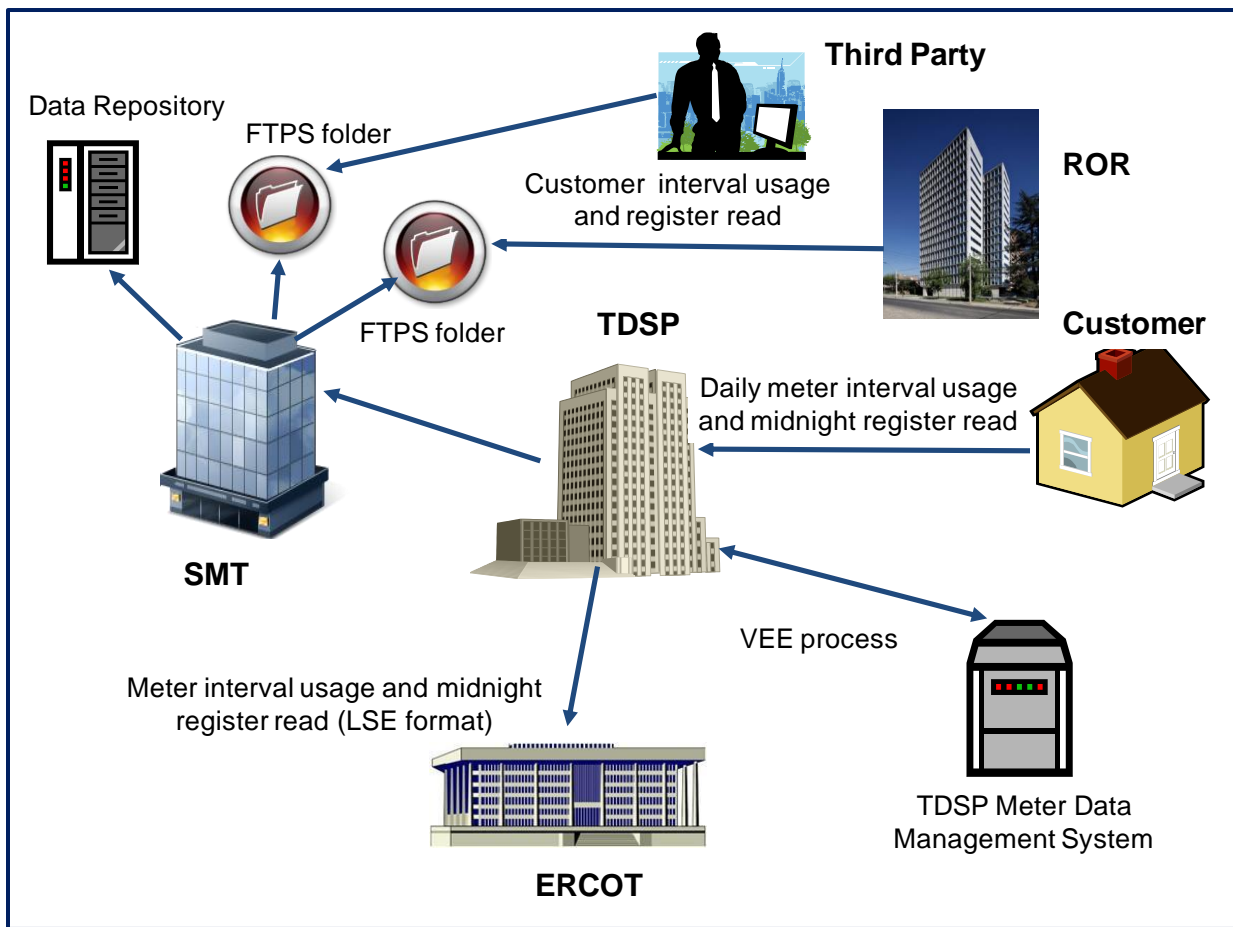 Third Party
Data Repository
FTPS folder
ROR
Customer interval usage
and register read
FTPS folder
TDSP
Customer
Daily meter interval usage
and midnight register read
SMT
VEE process
Meter interval usage and midnight
register read (LSE format)
TDSP Meter Data
Management System
ERCOT